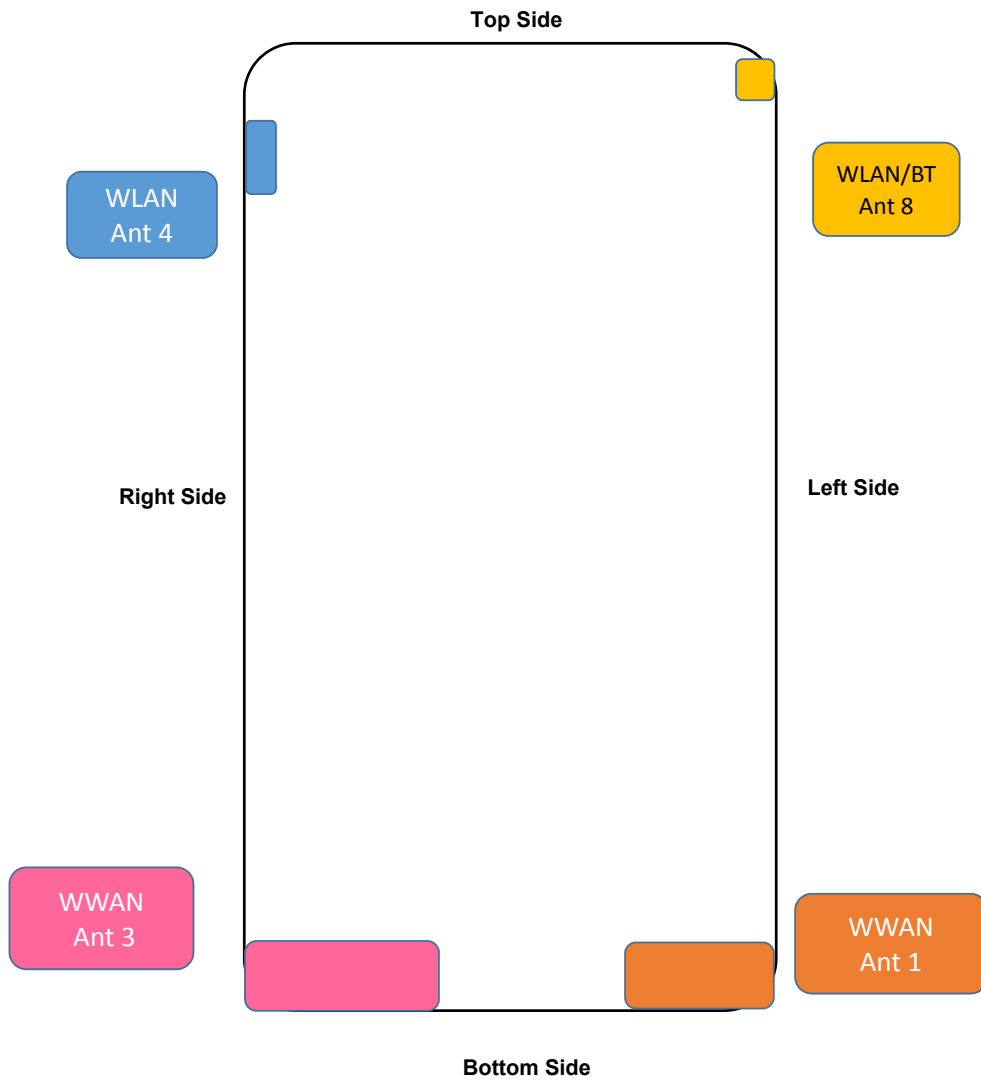 Top Side
WLAN
Ant 4
WLAN/BT
Ant 8
Right Side
Left Side
WWAN
Ant 3
WWAN
Ant 1
Bottom Side